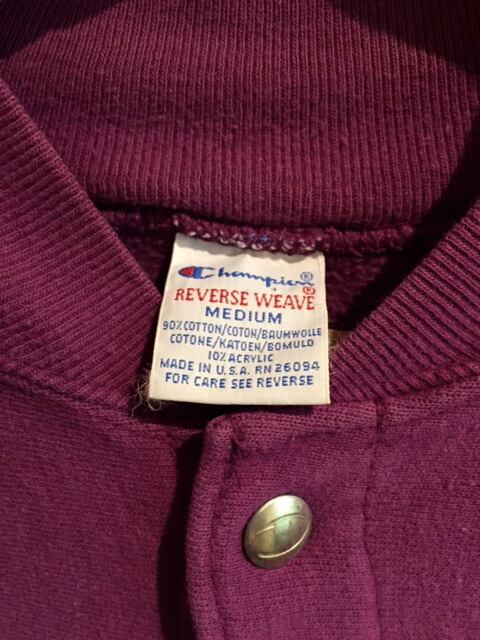 Champion®
REVERSE WEAVE®
MEDIUM
90% COTTON/COTON/BAUMWOLLE
COTONE/KATOEN/BOMULD
10% ACRYLIC
MADE IN U.S.A. RN 26094
FOR CARE SEE REVERSE